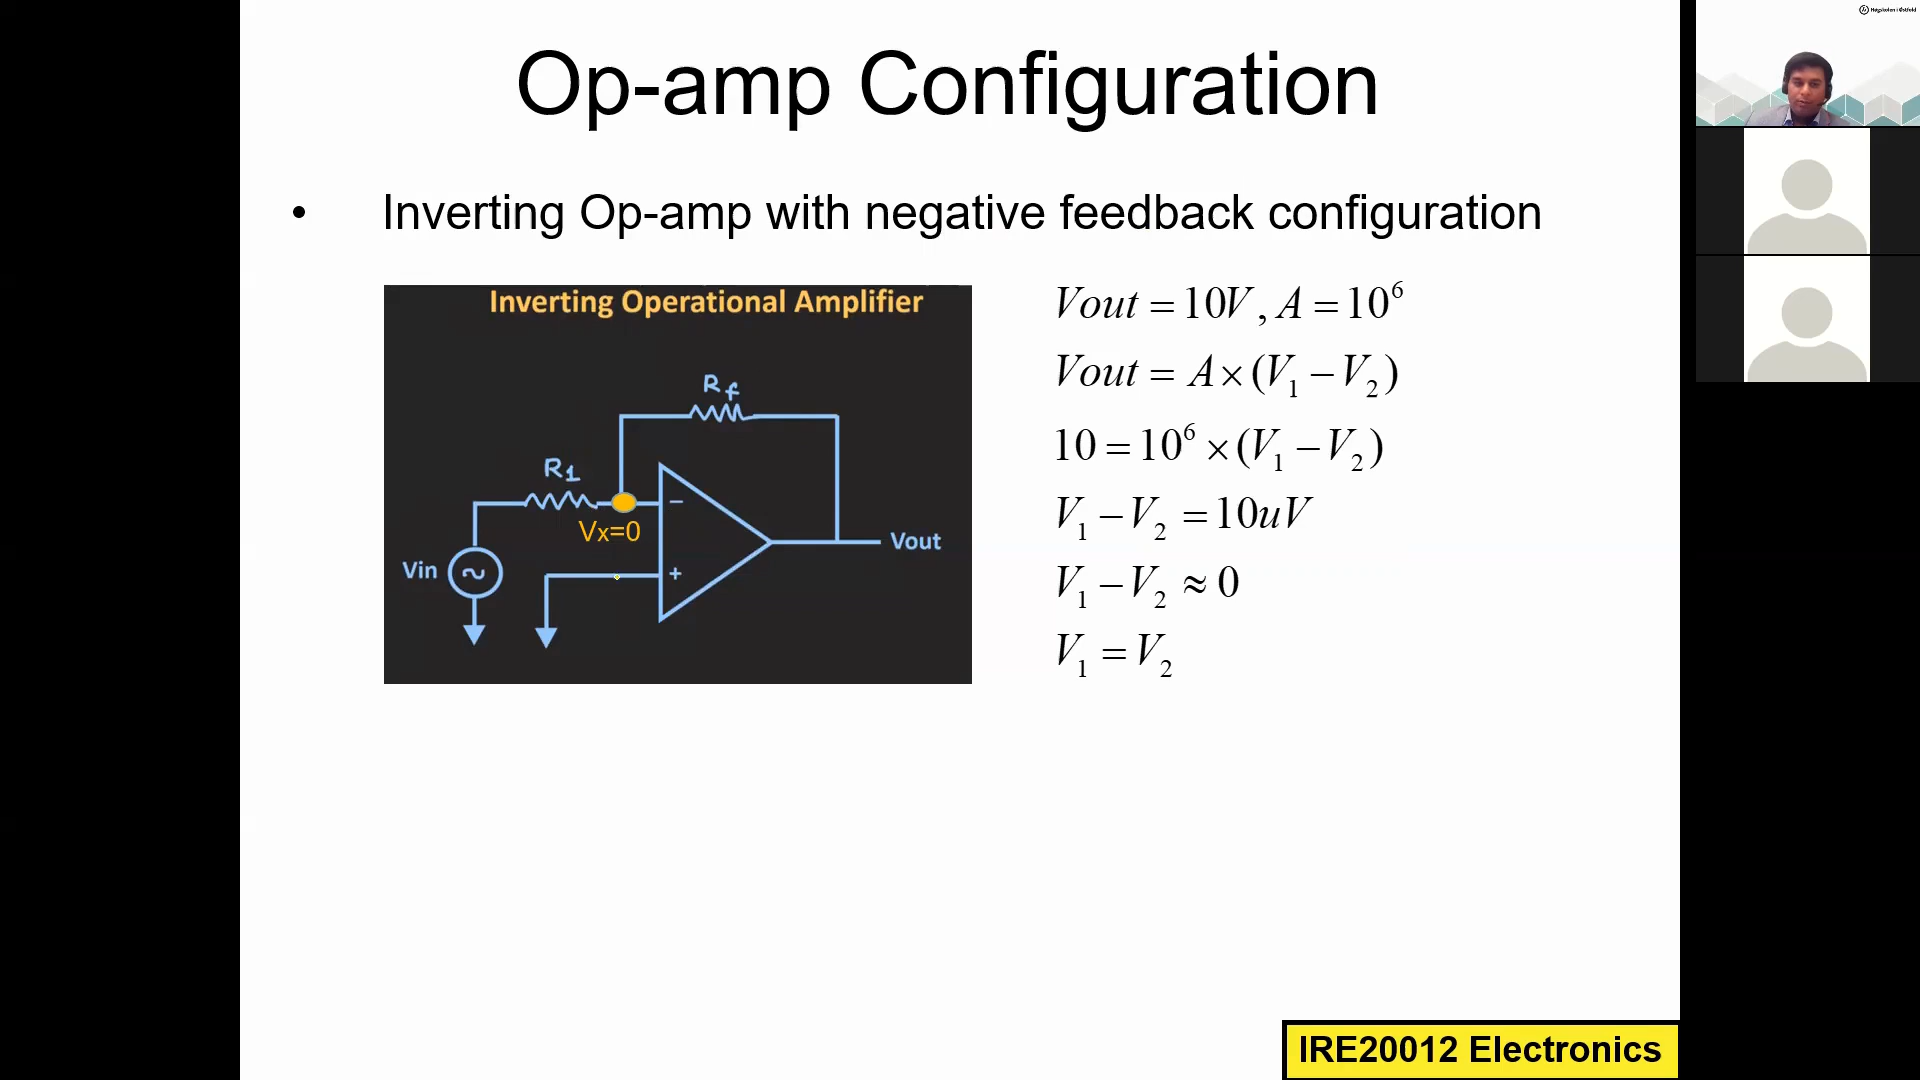 Op-amp Configuration
• Inverting Op-amp with negative feedback configuration
Inverting Operational Amplifier
Rf
R1
Vx=0
−
+
Vin
Vout
Vout = 10V , A = 10⁶
Vout = A × (V₁ − V₂)
10 = 10⁶ × (V₁ − V₂)
V₁ − V₂ = 10uV
V₁ − V₂ ≈ 0
V₁ = V₂
IRE20012 Electronics
Høgskolen i Østfold